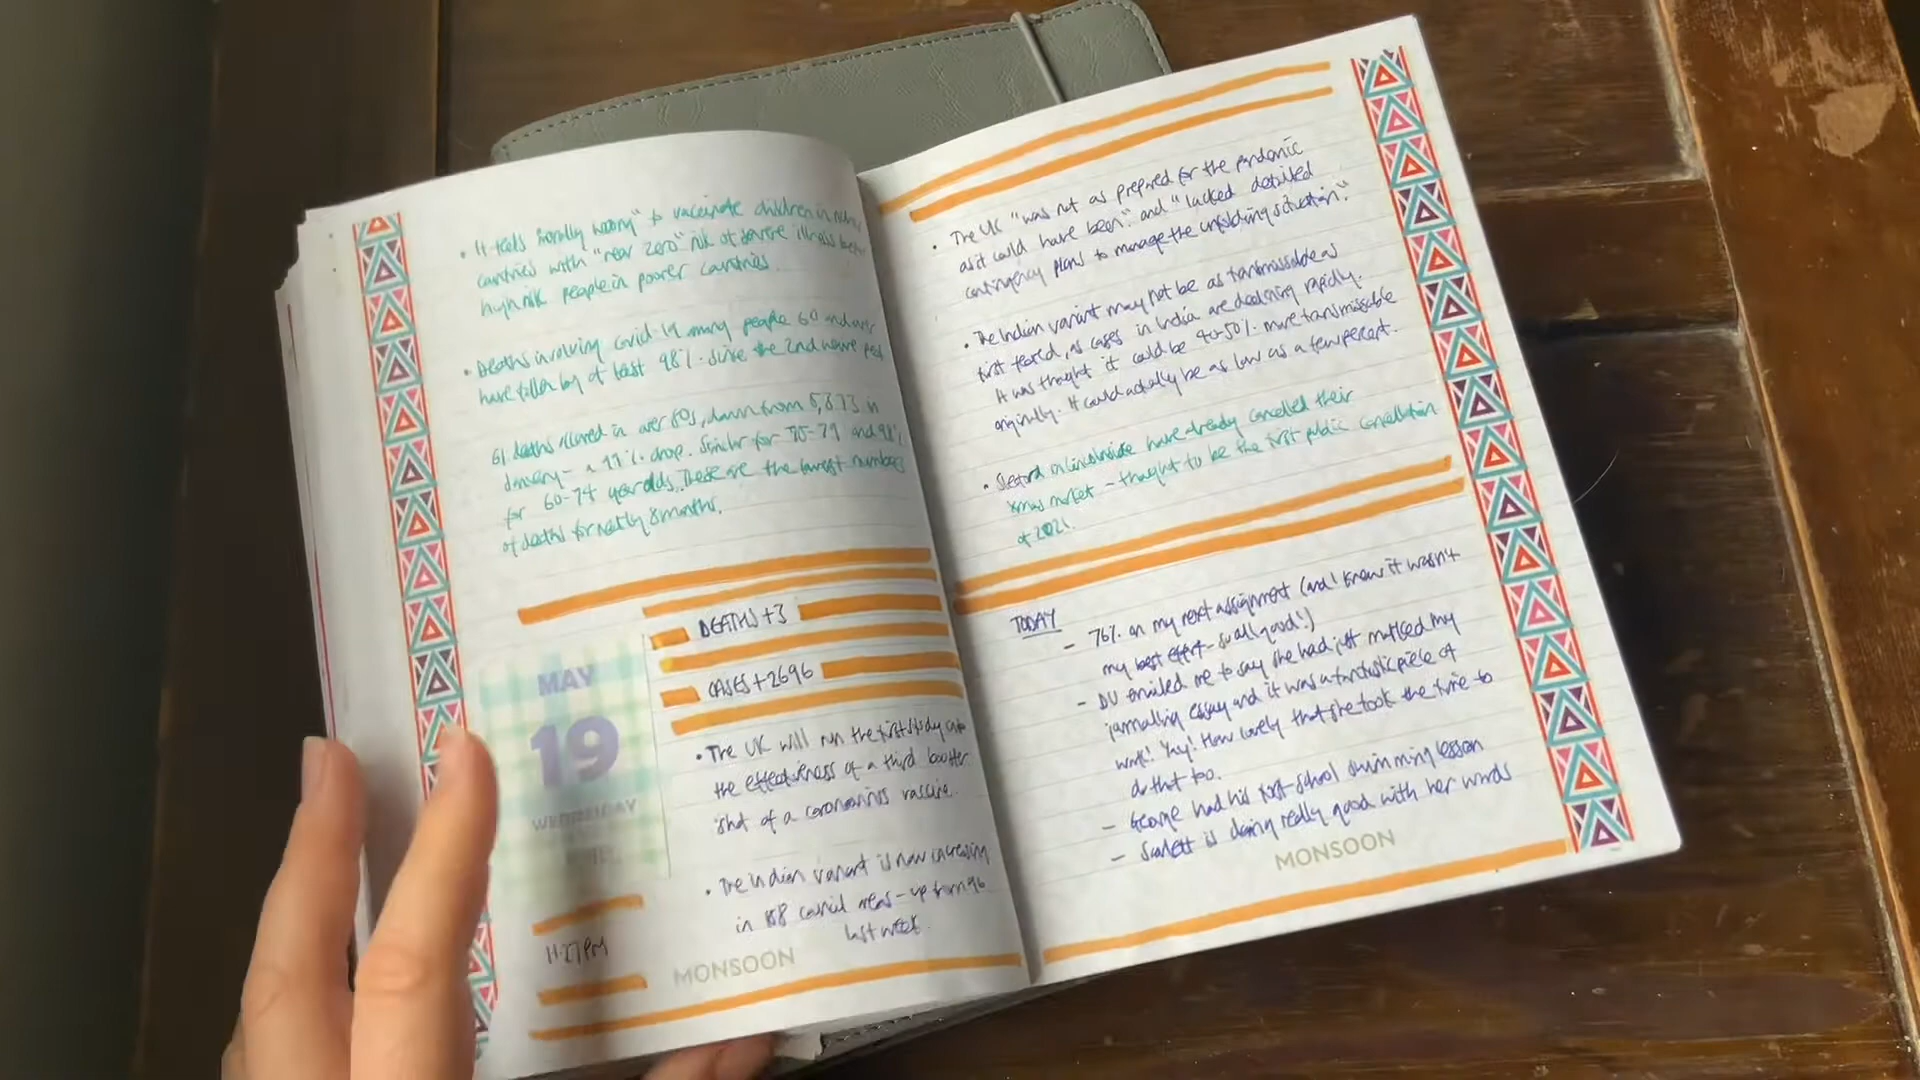 • It feels "morally wrong" to vaccinate children in richer
countries with "near zero" risk of severe illness before
high risk people in poorer countries.
• Deaths involving Covid-19 among people 60 and over
have fallen by at least 98% since the 2nd wave peak
61 deaths occurred in over 80s, down from 5,673 in
January - a 99% drop. Similar for 75-79 and 98%
for 60-74 year olds. These are the lowest numbers
of deaths for nearly 8 months.
MAY
19
WEDNESDAY
11.27PM
DEATHS +3
CASES +2696
• The UK will run the first study into
the effectiveness of a third booster
shot of a coronavirus vaccine.
• The Indian variant is now increasing
in council areas - up from 96
last week.
MONSOON
• The UK "was not as prepared for the pandemic
as it could have been" and "lacked detailed
contingency plans to manage the unfolding situation."
• The Indian variant may not be as transmissable as
first feared, as cases in India are declining rapidly.
It was thought it could be 40-50% more transmissable
originally. It could actually be as low as a few percent.
• Sleaford in Lincolnshire have already cancelled their
xmas market - thought to be the first public cancellation
of 2021.
TODAY
- 76% on my next assignment (and I knew it wasn't
my best effort - so all good!)
- DU emailed me to say she had just marked my
journalling essay and it was a fantastic piece of
work! Yay! How lovely that she took the time to
do that too.
- George had his first school swimming lesson
- Scarlett is doing really good with her words
MONSOON